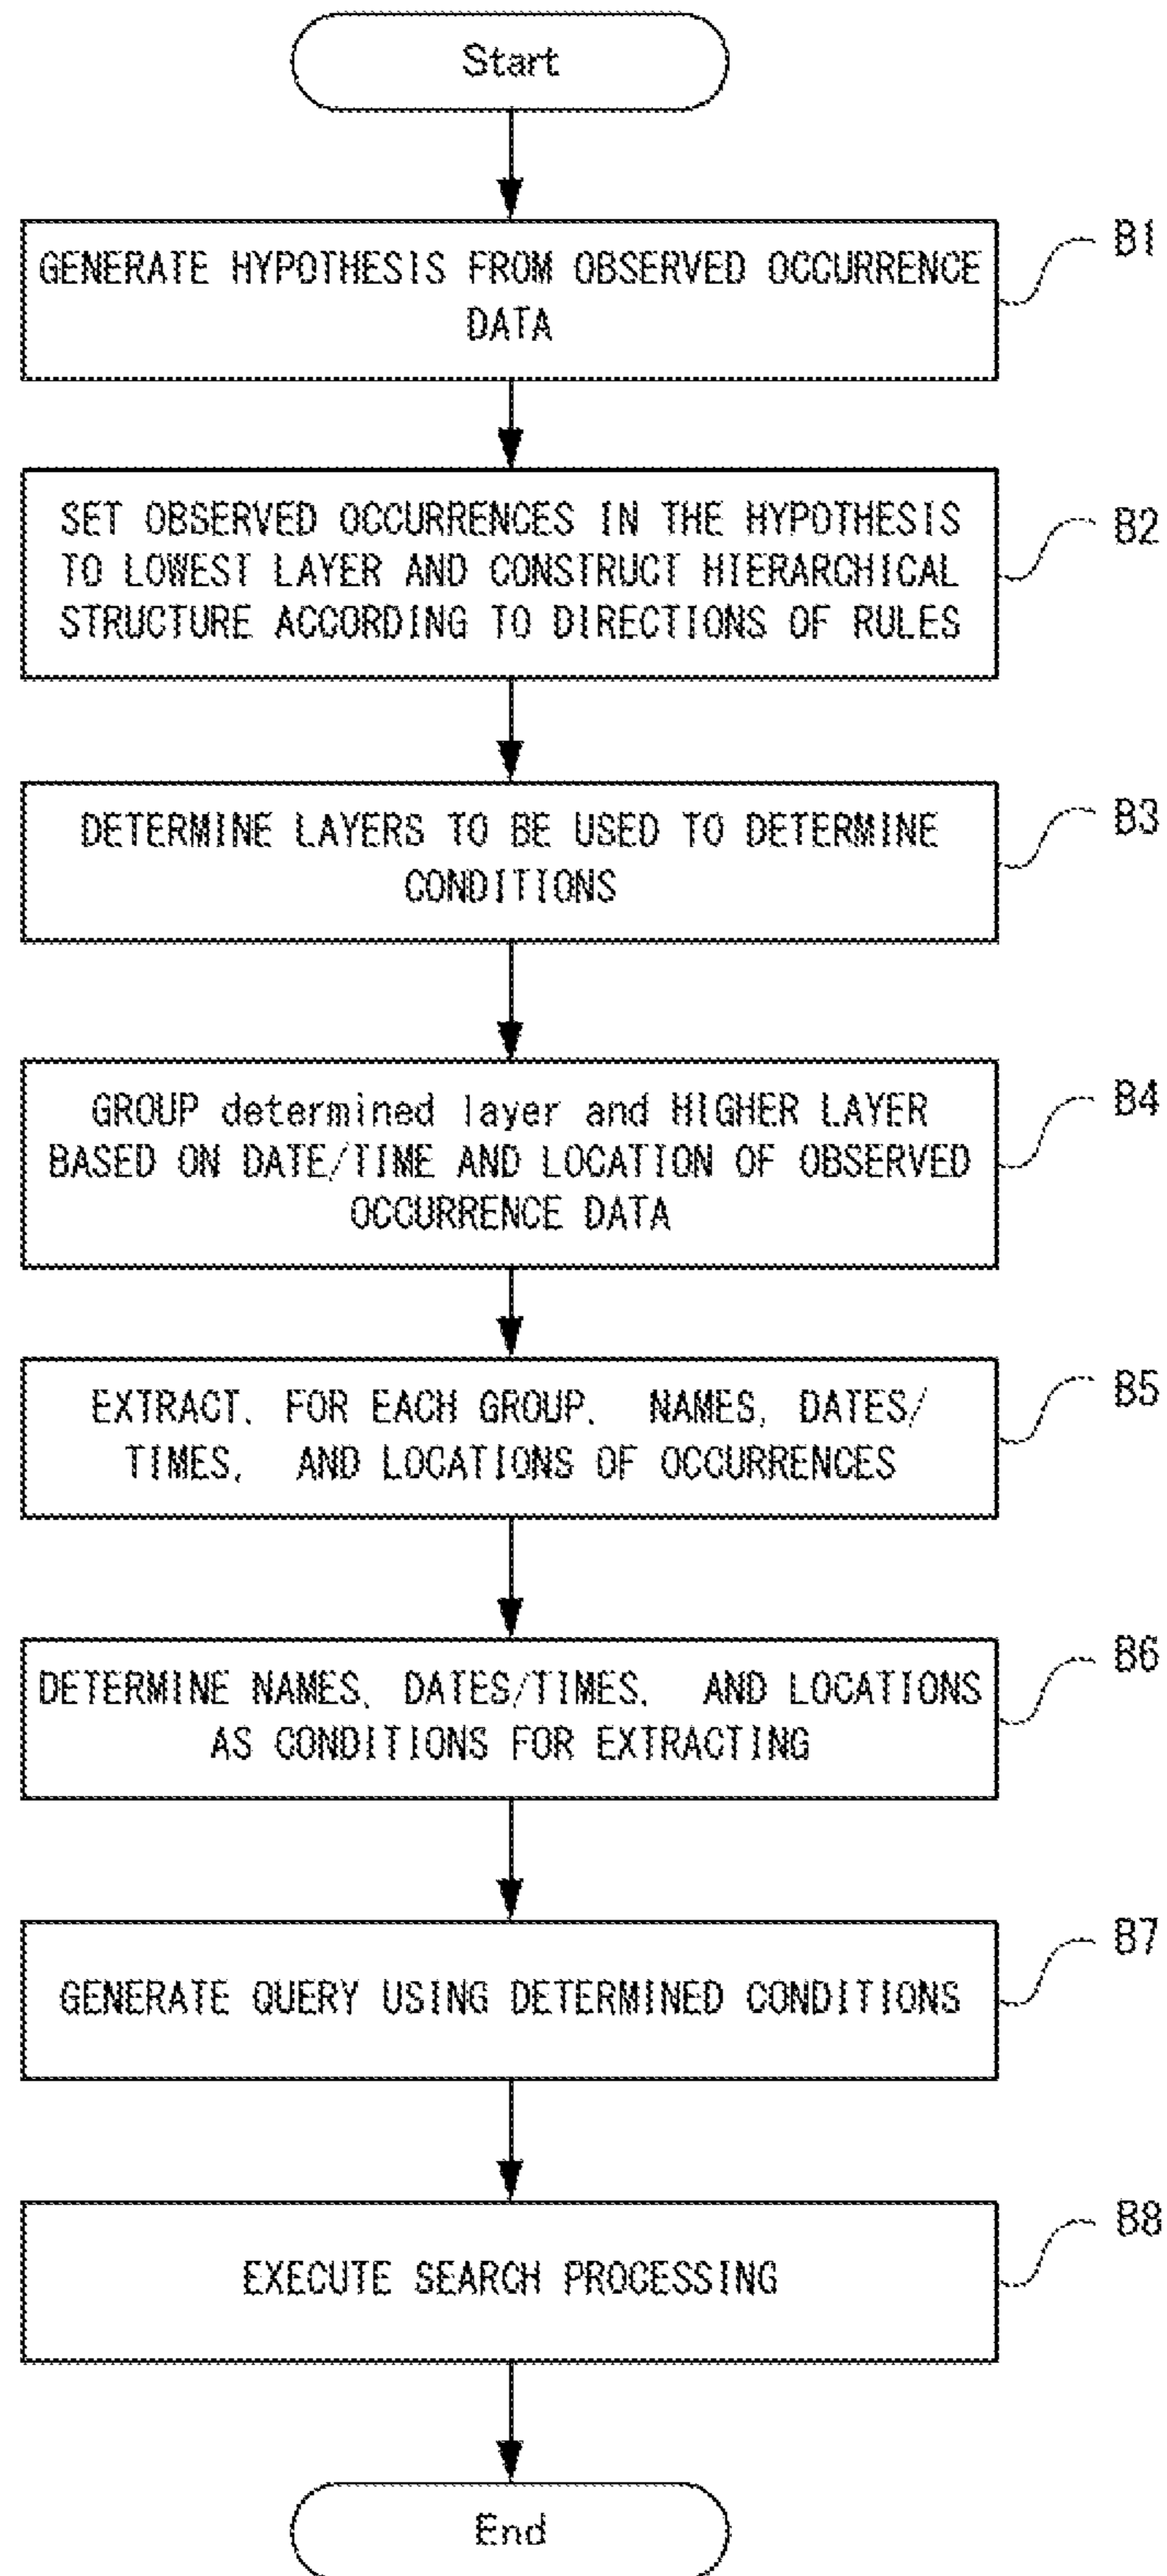 Start
B1
GENERATE HYPOTHESIS FROM OBSERVED OCCURRENCE
DATA
B2
SET OBSERVED OCCURRENCES IN THE HYPOTHESIS
TO LOWEST LAYER AND CONSTRUCT HIERARCHICAL
STRUCTURE ACCORDING TO DIRECTIONS OF RULES
B3
DETERMINE LAYERS TO BE USED TO DETERMINE
CONDITIONS
B4
GROUP determined layer and HIGHER LAYER
BASED ON DATE/TIME AND LOCATION OF OBSERVED
OCCURRENCE DATA
B5
EXTRACT, FOR EACH GROUP, NAMES, DATES/
TIMES, AND LOCATIONS OF OCCURRENCES
B6
DETERMINE NAMES, DATES/TIMES, AND LOCATIONS
AS CONDITIONS FOR EXTRACTING
B7
GENERATE QUERY USING DETERMINED CONDITIONS
B8
EXECUTE SEARCH PROCESSING
End